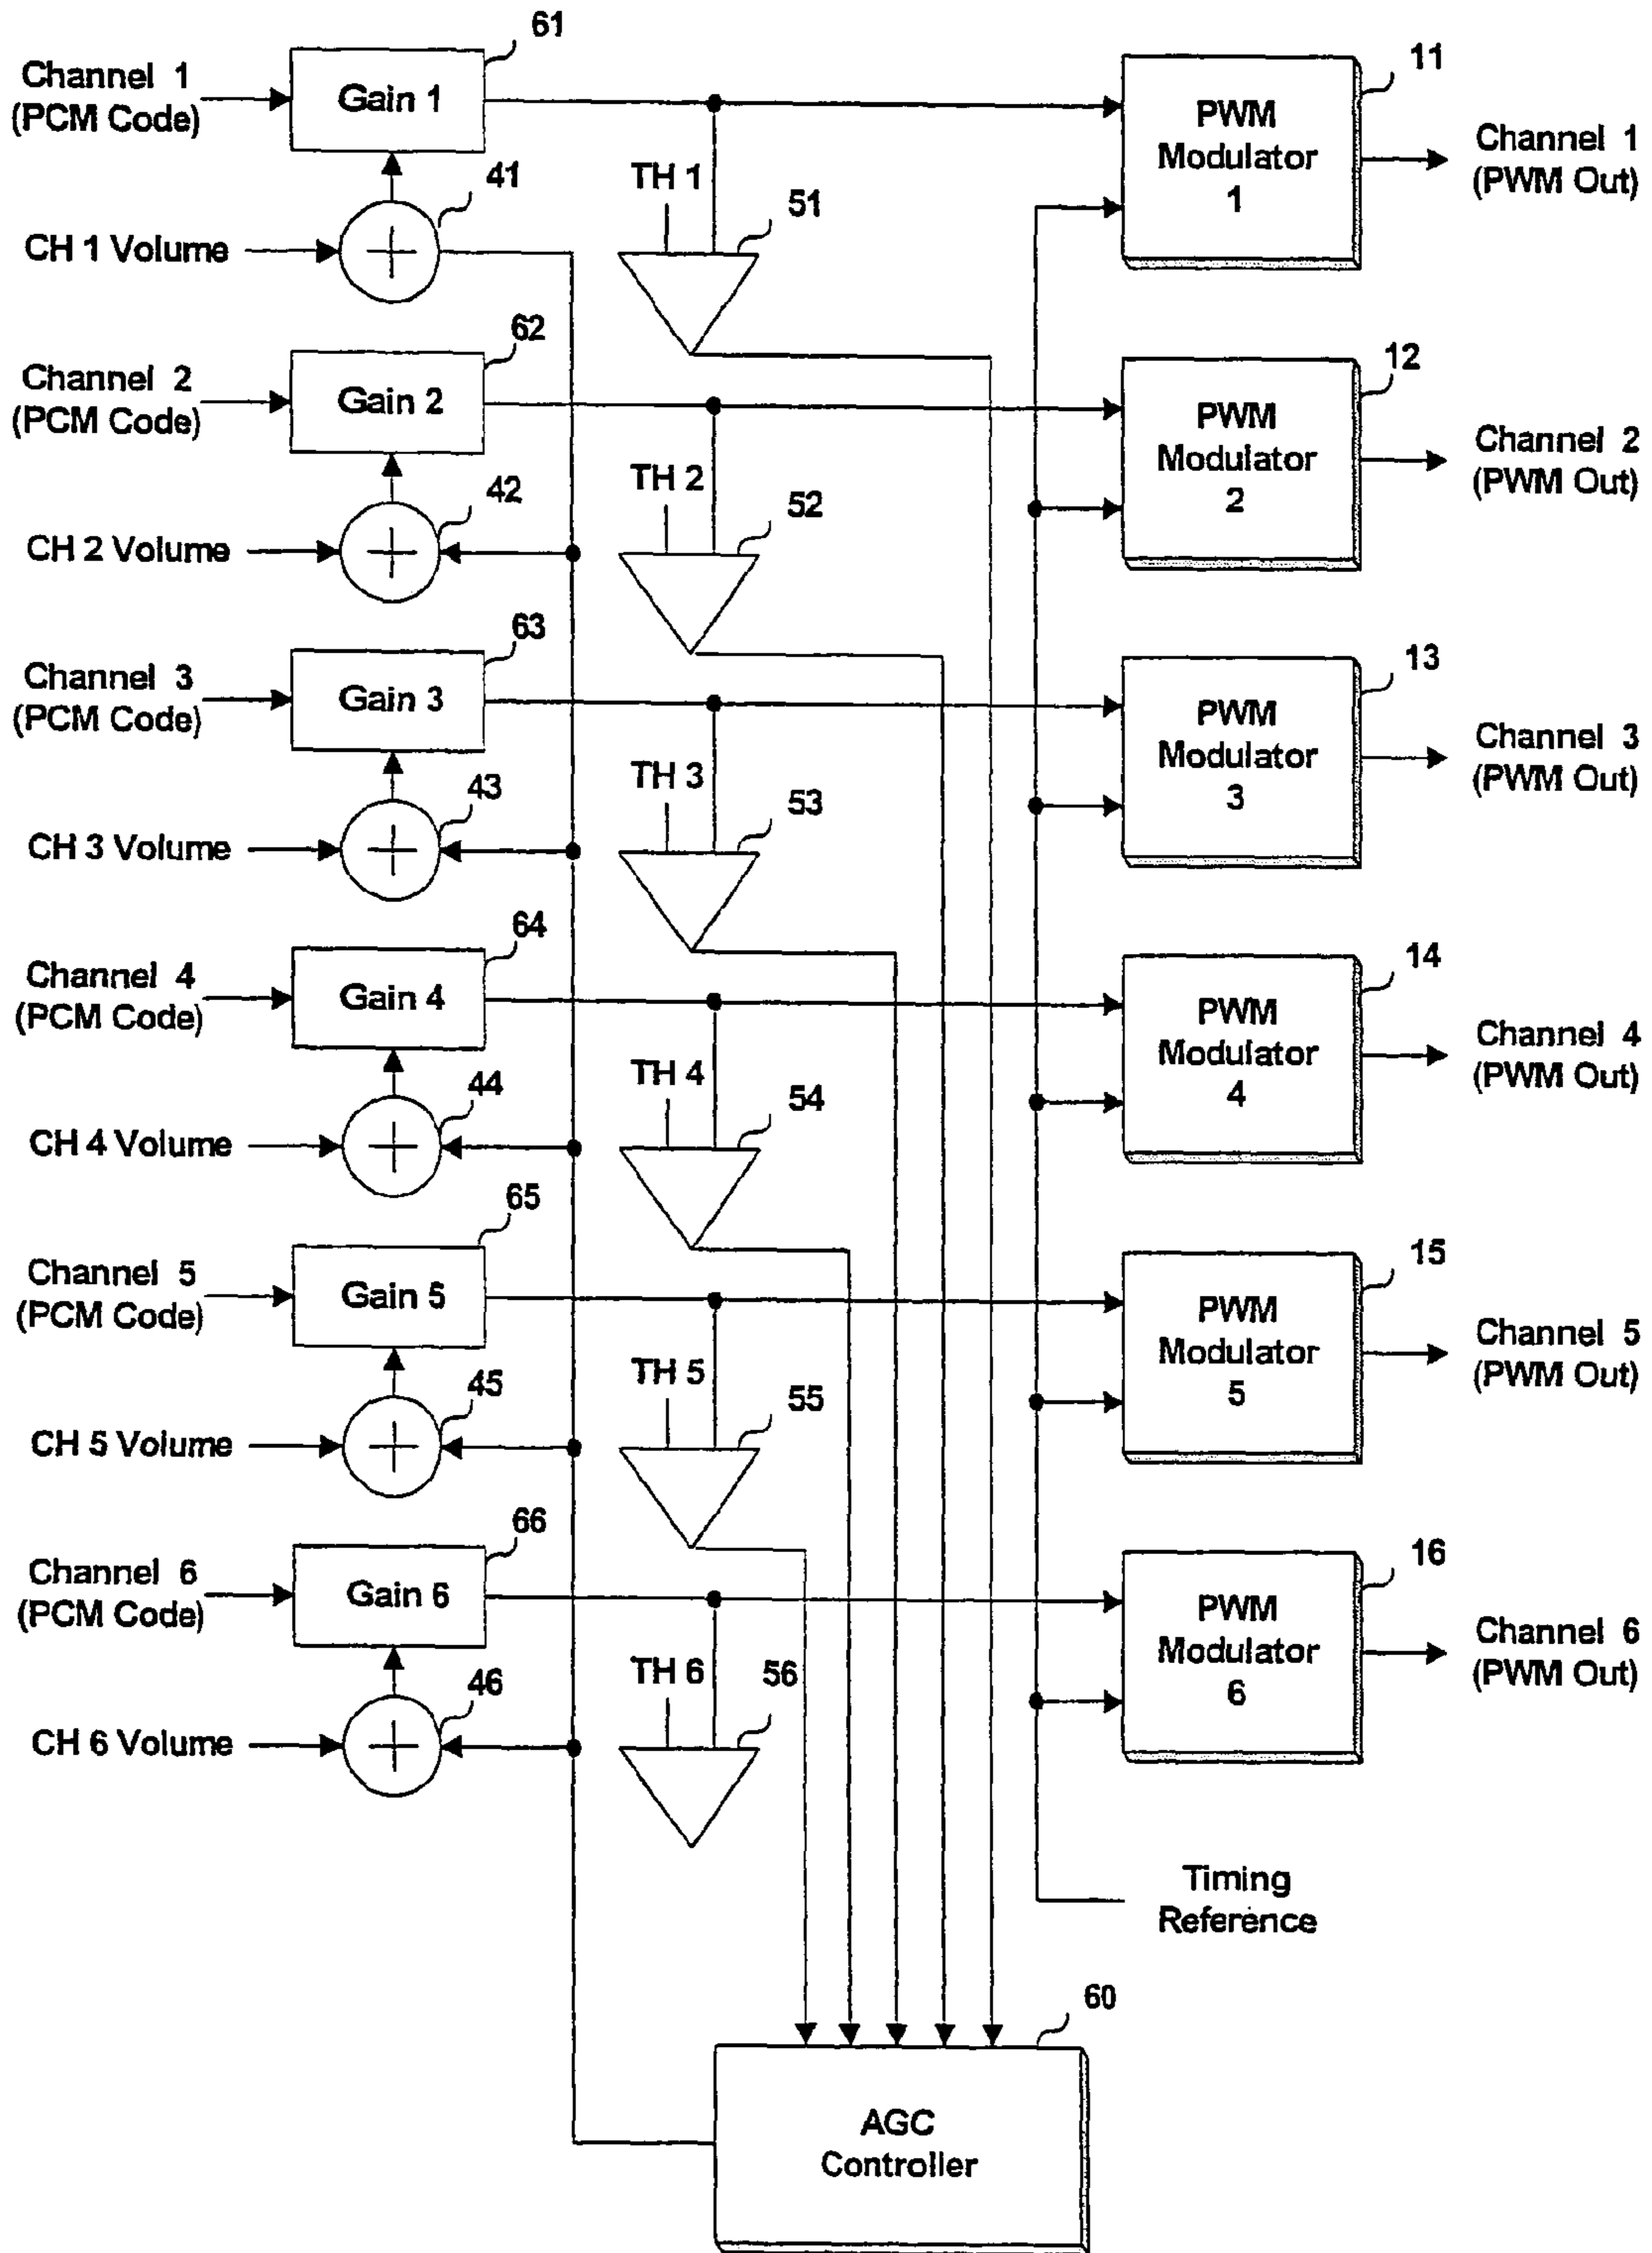 61
Channel 1
(PCM Code)
Gain 1
11
PWM
Modulator
1
Channel 1
(PWM Out)
41
TH 1
51
CH 1 Volume
62
Channel 2
(PCM Code)
Gain 2
12
PWM
Modulator
2
Channel 2
(PWM Out)
42
TH 2
52
CH 2 Volume
63
Channel 3
(PCM Code)
Gain 3
13
PWM
Modulator
3
Channel 3
(PWM Out)
43
TH 3
53
CH 3 Volume
64
Channel 4
(PCM Code)
Gain 4
14
PWM
Modulator
4
Channel 4
(PWM Out)
44
TH 4
54
CH 4 Volume
65
Channel 5
(PCM Code)
Gain 5
15
PWM
Modulator
5
Channel 5
(PWM Out)
45
TH 5
55
CH 5 Volume
66
Channel 6
(PCM Code)
Gain 6
16
PWM
Modulator
6
Channel 6
(PWM Out)
46
TH 6
56
CH 6 Volume
Timing
Reference
60
AGC
Controller